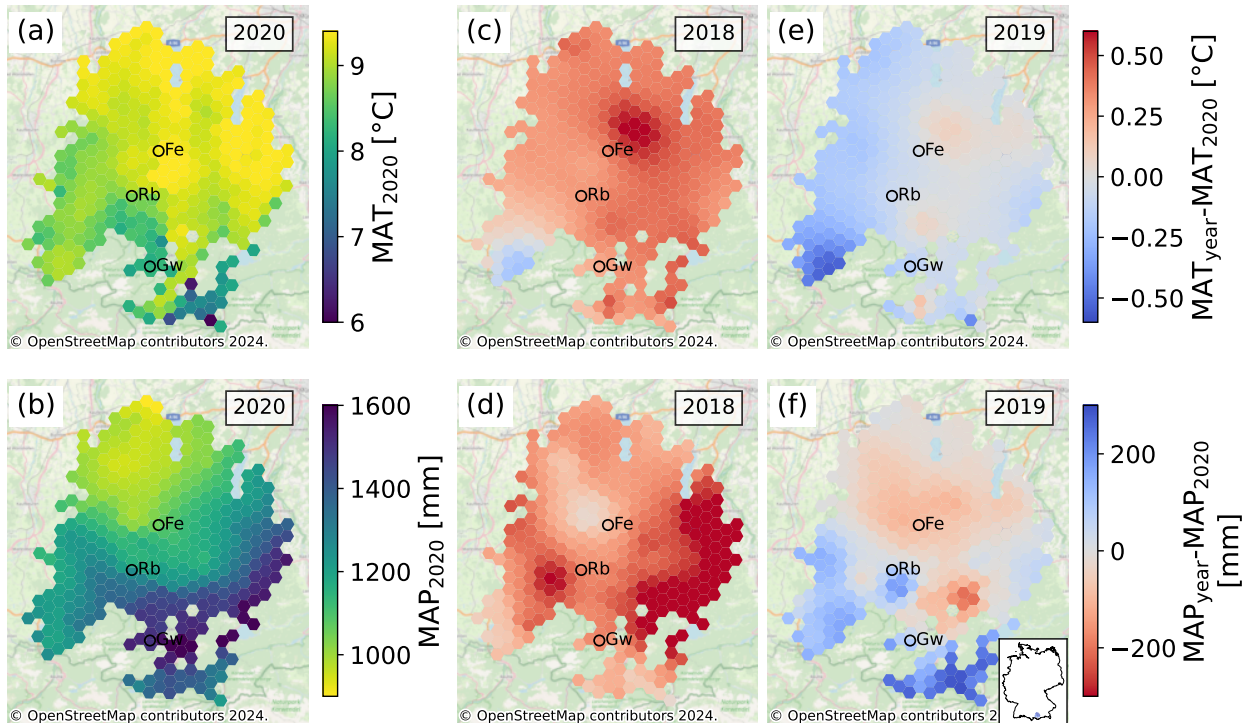 (a)
2020
Fe
Rb
Gw
© OpenStreetMap contributors 2024.
9
8
7
6
MAT2020 [°C]
(c)
2018
Fe
Rb
Gw
© OpenStreetMap contributors 2024.
(e)
2019
Fe
Rb
Gw
© OpenStreetMap contributors 2024.
0.50
0.25
0.00
−0.25
−0.50
MATyear-MAT2020 [°C]
(b)
2020
Fe
Rb
Gw
© OpenStreetMap contributors 2024.
1600
1400
1200
1000
MAP2020 [mm]
(d)
2018
Fe
Rb
Gw
© OpenStreetMap contributors 2024.
(f)
2019
Fe
Rb
Gw
© OpenStreetMap contributors 2
200
0
−200
MAPyear-MAP2020
[mm]